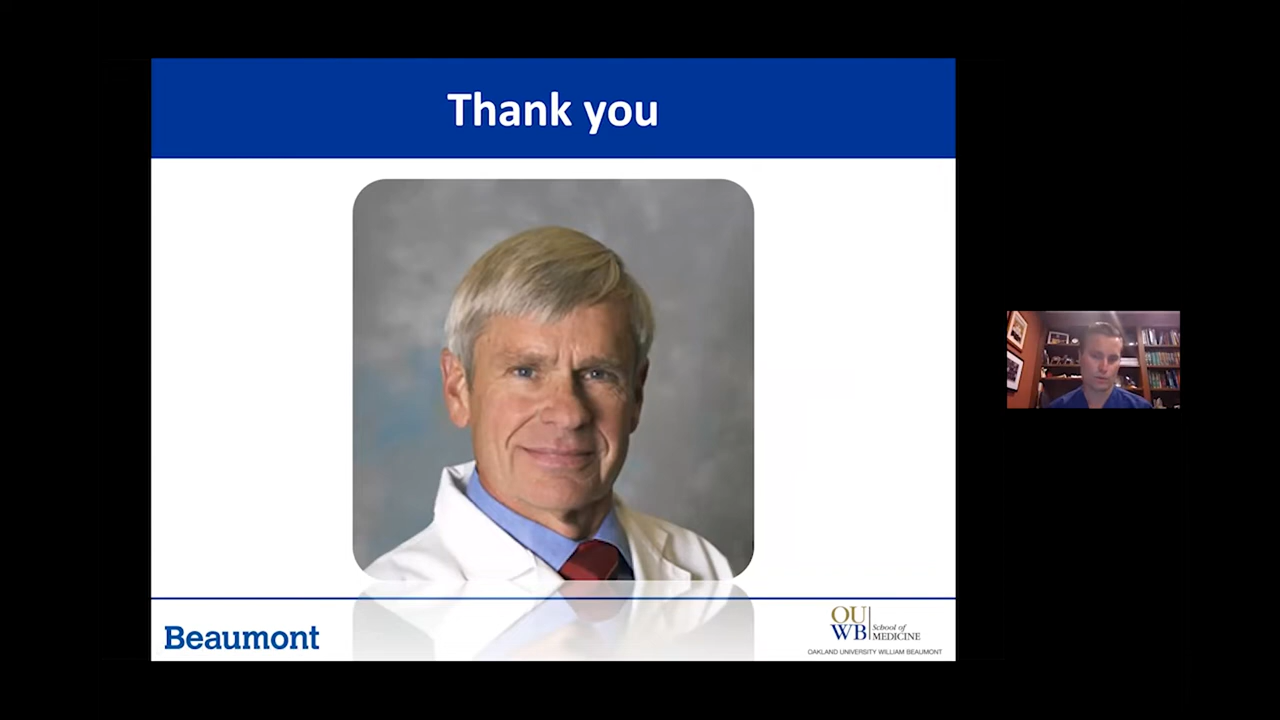 Thank you
Beaumont
OU
WB
School of
MEDICINE
OAKLAND UNIVERSITY WILLIAM BEAUMONT